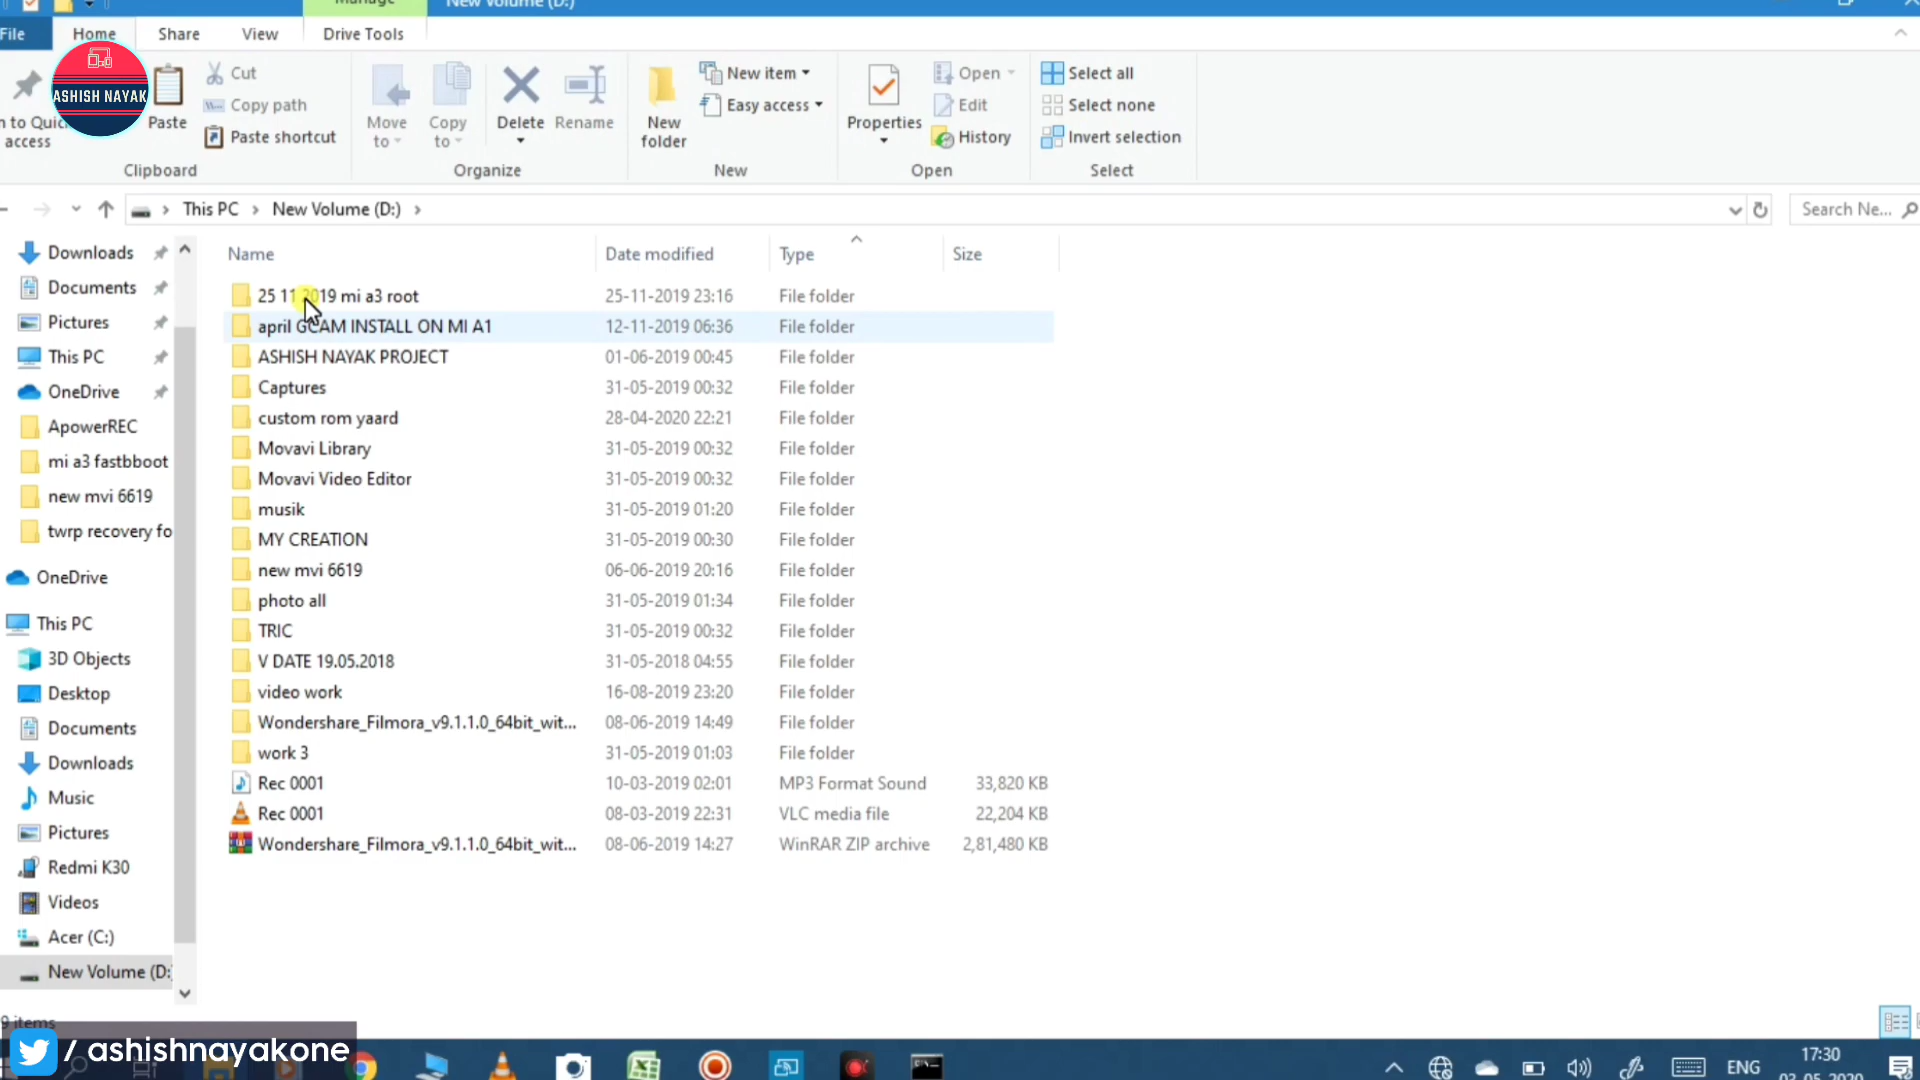 Manage
New Volume (D:)
File
Home
Share
View
Drive Tools
ASHISH NAYAK
access
Paste
Cut
Copy path
Paste shortcut
Clipboard
Move to
Copy to
Delete
Rename
Organize
New folder
New item
Easy access
New
Properties
Open
Edit
History
Open
Select all
Select none
Invert selection
Select
This PC
New Volume (D:)
Search Ne...
Downloads
Documents
Pictures
This PC
OneDrive
ApowerREC
mi a3 fastbboot
new mvi 6619
twrp recovery fo
OneDrive
This PC
3D Objects
Desktop
Documents
Downloads
Music
Pictures
Redmi K30
Videos
Acer (C:)
New Volume (D:
Name Date modified Type Size
25 11 2019 mi a3 root 25-11-2019 23:16 File folder
april GCAM INSTALL ON MI A1 12-11-2019 06:36 File folder
ASHISH NAYAK PROJECT 01-06-2019 00:45 File folder
Captures 31-05-2019 00:32 File folder
custom rom yaard 28-04-2020 22:21 File folder
Movavi Library 31-05-2019 00:32 File folder
Movavi Video Editor 31-05-2019 00:32 File folder
musik 31-05-2019 01:20 File folder
MY CREATION 31-05-2019 00:30 File folder
new mvi 6619 06-06-2019 20:16 File folder
photo all 31-05-2019 01:34 File folder
TRIC 31-05-2019 00:32 File folder
V DATE 19.05.2018 31-05-2018 04:55 File folder
video work 16-08-2019 23:20 File folder
Wondershare_Filmora_v9.1.1.0_64bit_wit... 08-06-2019 14:49 File folder
work 3 31-05-2019 01:03 File folder
Rec 0001 10-03-2019 02:01 MP3 Format Sound 33,820 KB
Rec 0001 08-03-2019 22:31 VLC media file 22,204 KB
Wondershare_Filmora_v9.1.1.0_64bit_wit... 08-06-2019 14:27 WinRAR ZIP archive 2,81,480 KB
items
/ ashishnayakone
ENG
17:30
03-05-2020